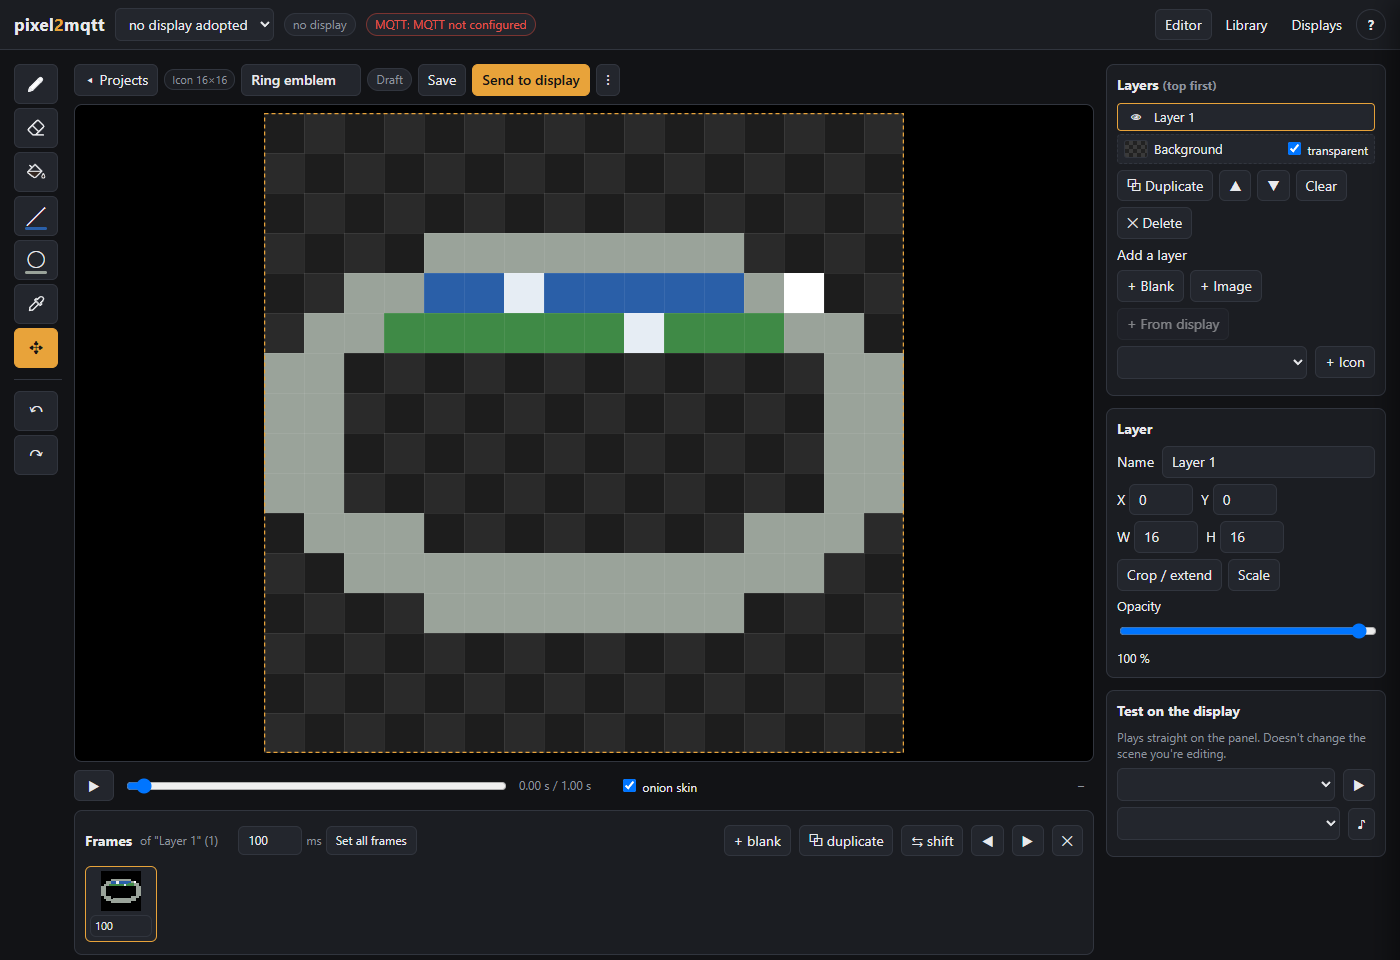 pixel2mqtt
no display adopted
no display
MQTT: MQTT not configured
Editor
Library
Displays
?
Projects
Icon 16×16
Ring emblem
Draft
Save
Send to display
Layers (top first)
Layer 1
Background
transparent
Duplicate
Clear
Delete
Add a layer
+ Blank
+ Image
+ From display
+ Icon
Layer
Name Layer 1
X 0 Y 0
W 16 H 16
Crop / extend
Scale
Opacity
100 %
Test on the display
Plays straight on the panel. Doesn't change the
scene you're editing.
0.00 s / 1.00 s
onion skin
Frames of "Layer 1" (1)
100 ms
Set all frames
+ blank
duplicate
shift
100